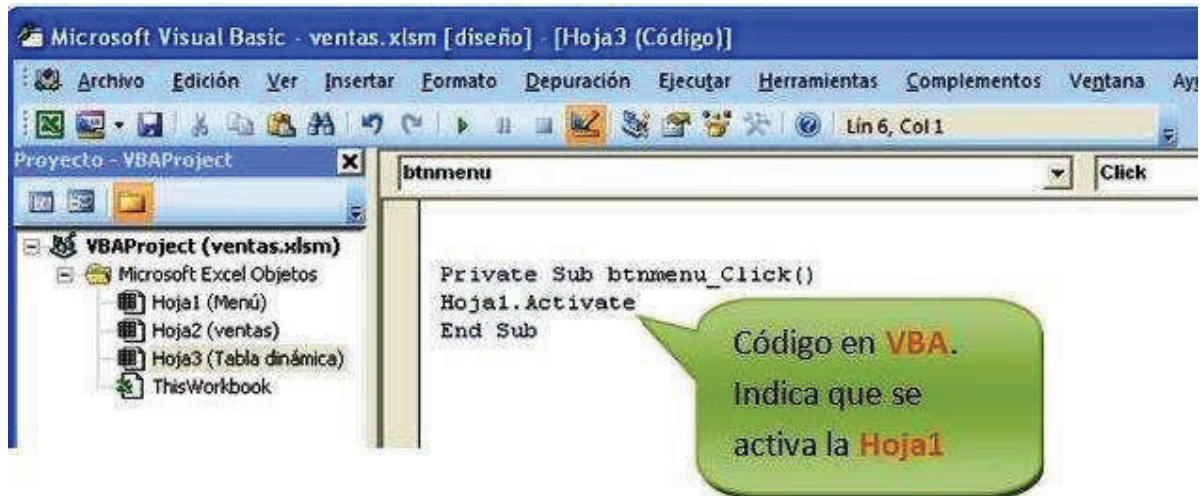 Microsoft Visual Basic - ventas.xlsm [diseño] - [Hoja3 (Código)]
Archivo Edición Ver Insertar Formato Depuración Ejecutar Herramientas Complementos Ventana
Lín 6, Col 1
Proyecto - VBAProject
btnmenu
Click
VBAProject (ventas.xlsm)
Microsoft Excel Objetos
Hoja1 (Menú)
Hoja2 (ventas)
Hoja3 (Tabla dinámica)
ThisWorkbook
Private Sub btnmenu_Click()
Hoja1.Activate
End Sub
Código en VBA.
Indica que se
activa la Hoja1